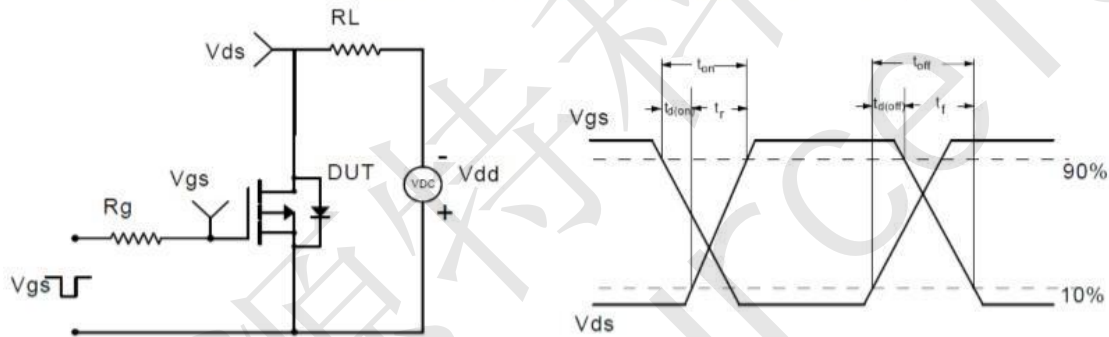 RL
Vds
DUT
-
VDC
Vdd
+
Vgs
Rg
Vgs
ton
toff
td(on)
tr
td(off)
tf
Vgs
90%
10%
Vds